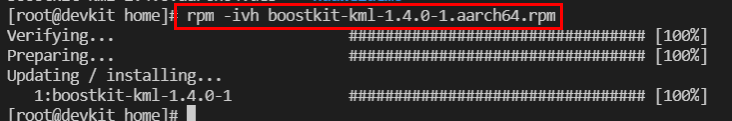 [root@devkit home]# rpm -ivh boostkit-kml-1.4.0-1.aarch64.rpm
Verifying... ################################# [100%]
Preparing... ################################# [100%]
Updating / installing...
1:boostkit-kml-1.4.0-1 ################################# [100%]
[root@devkit home]#